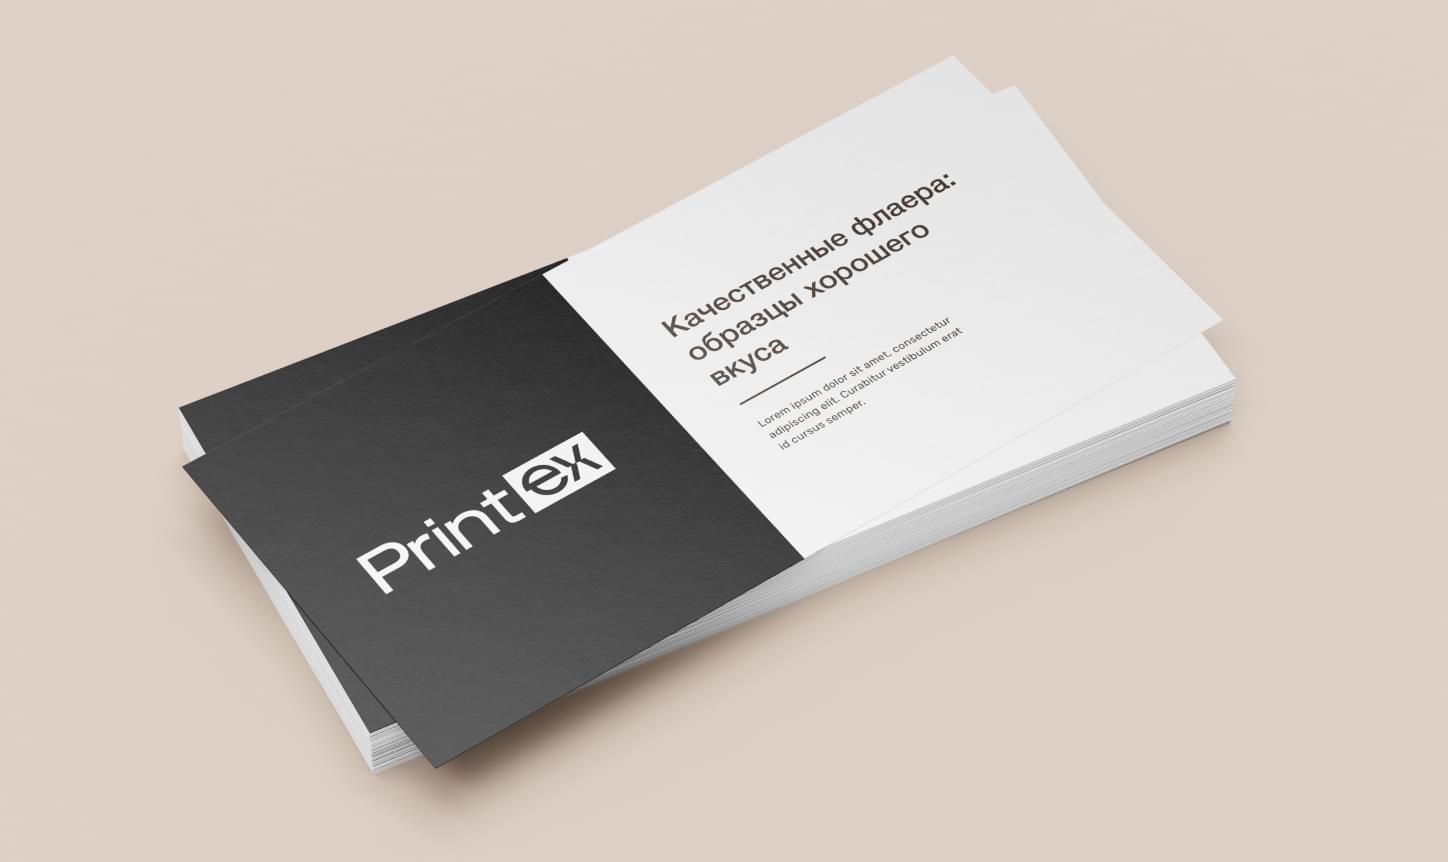 Printex
Качественные флаера:
образцы хорошего
вкуса
Lorem ipsum dolor sit amet, consectetur
adipiscing elit. Curabitur vestibulum erat
id cursus semper.